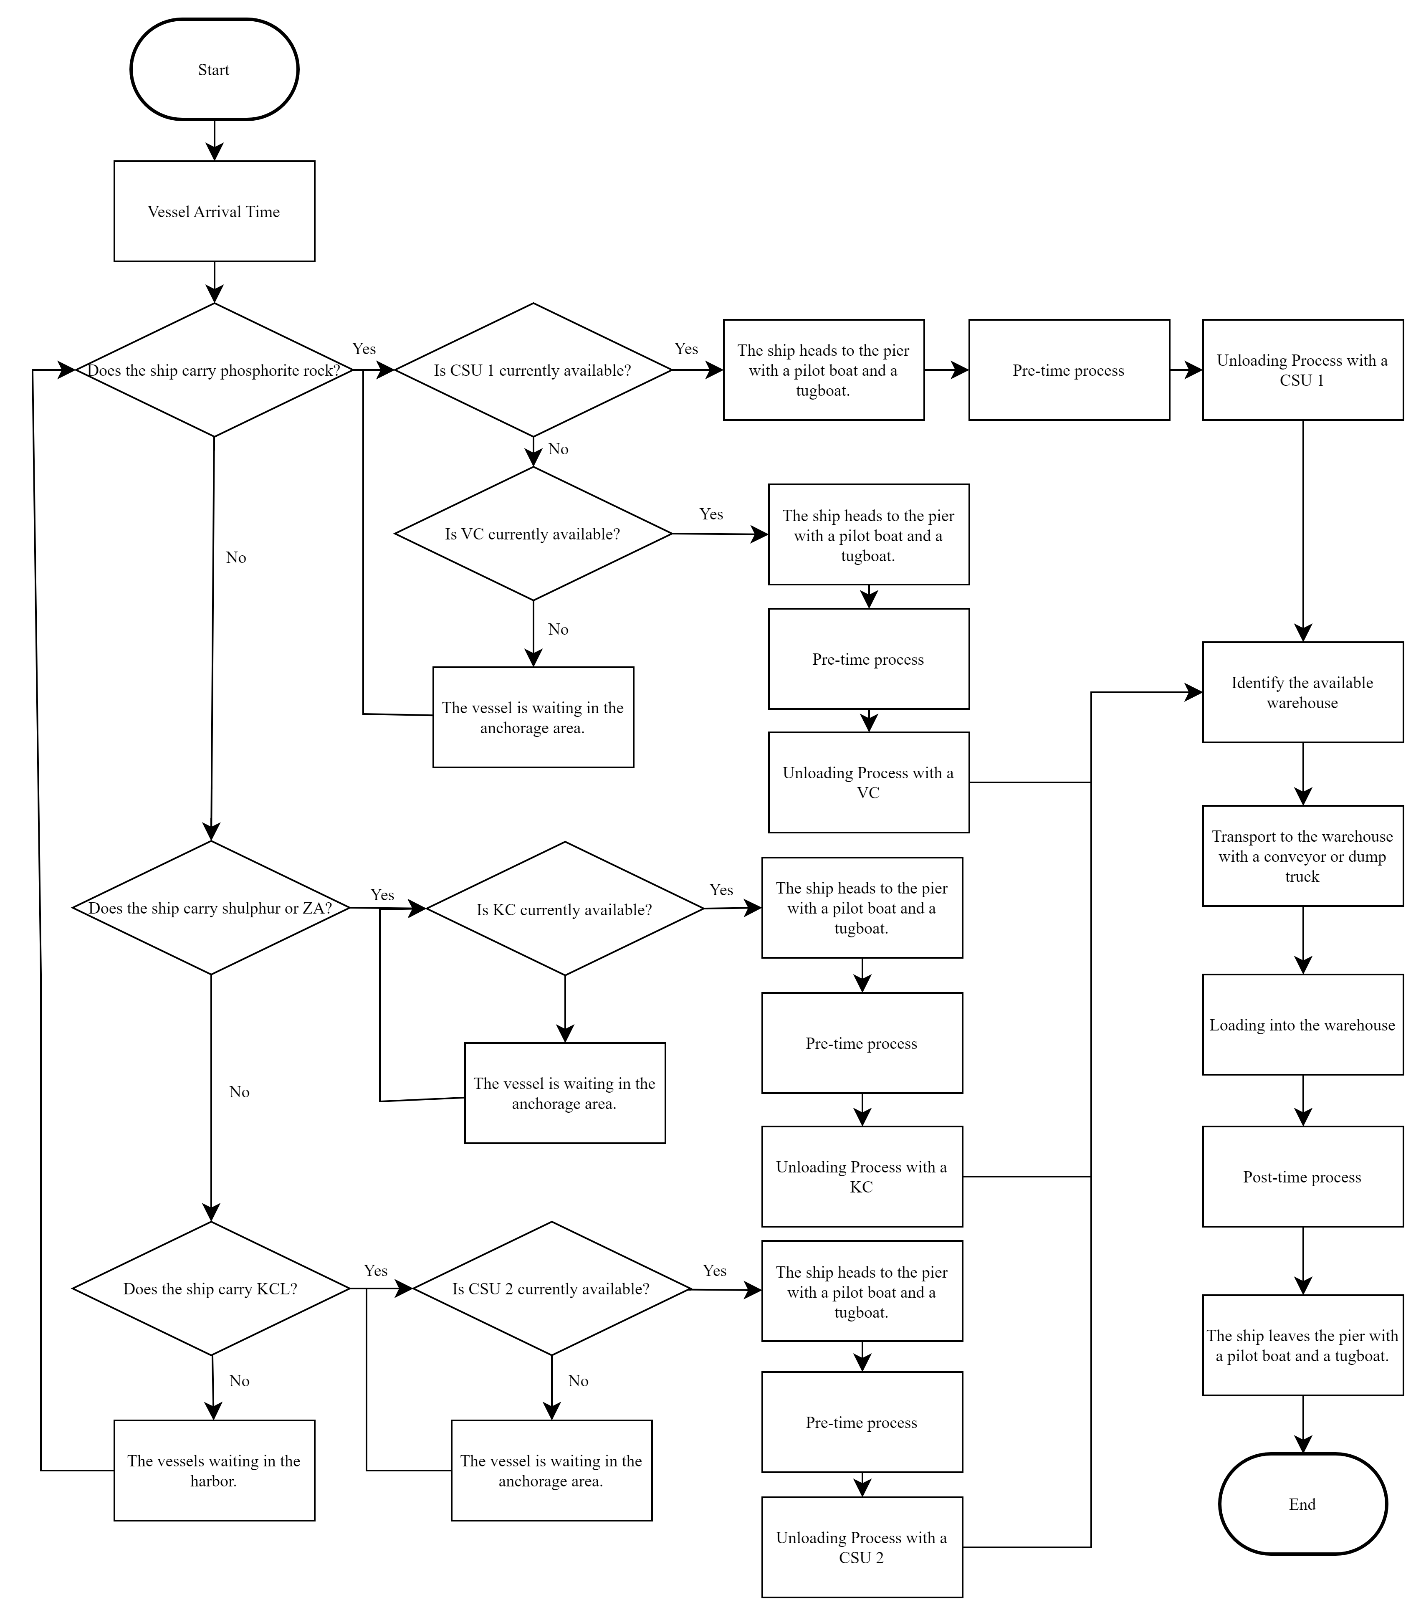 Start
Vessel Arrival Time
Does the ship carry phosphorite rock?
Yes
Is CSU 1 currently available?
Yes
The ship heads to the pier
with a pilot boat and a
tugboat.
Pre-time process
Unloading Process with a
CSU 1
No
Is VC currently available?
Yes
The ship heads to the pier
with a pilot boat and a
tugboat.
No
No
Pre-time process
The vessel is waiting in the
anchorage area.
Unloading Process with a
VC
Identify the available
warehouse
Transport to the warehouse
with a conveyor or dump
truck
Does the ship carry shulphur or ZA?
Yes
Is KC currently available?
Yes
The ship heads to the pier
with a pilot boat and a
tugboat.
Loading into the warehouse
Pre-time process
The vessel is waiting in the
anchorage area.
No
Unloading Process with a
KC
Post-time process
Does the ship carry KCL?
Yes
Is CSU 2 currently available?
Yes
The ship heads to the pier
with a pilot boat and a
tugboat.
The ship leaves the pier with
a pilot boat and a tugboat.
No
No
Pre-time process
The vessels waiting in the
harbor.
The vessel is waiting in the
anchorage area.
Unloading Process with a
CSU 2
End